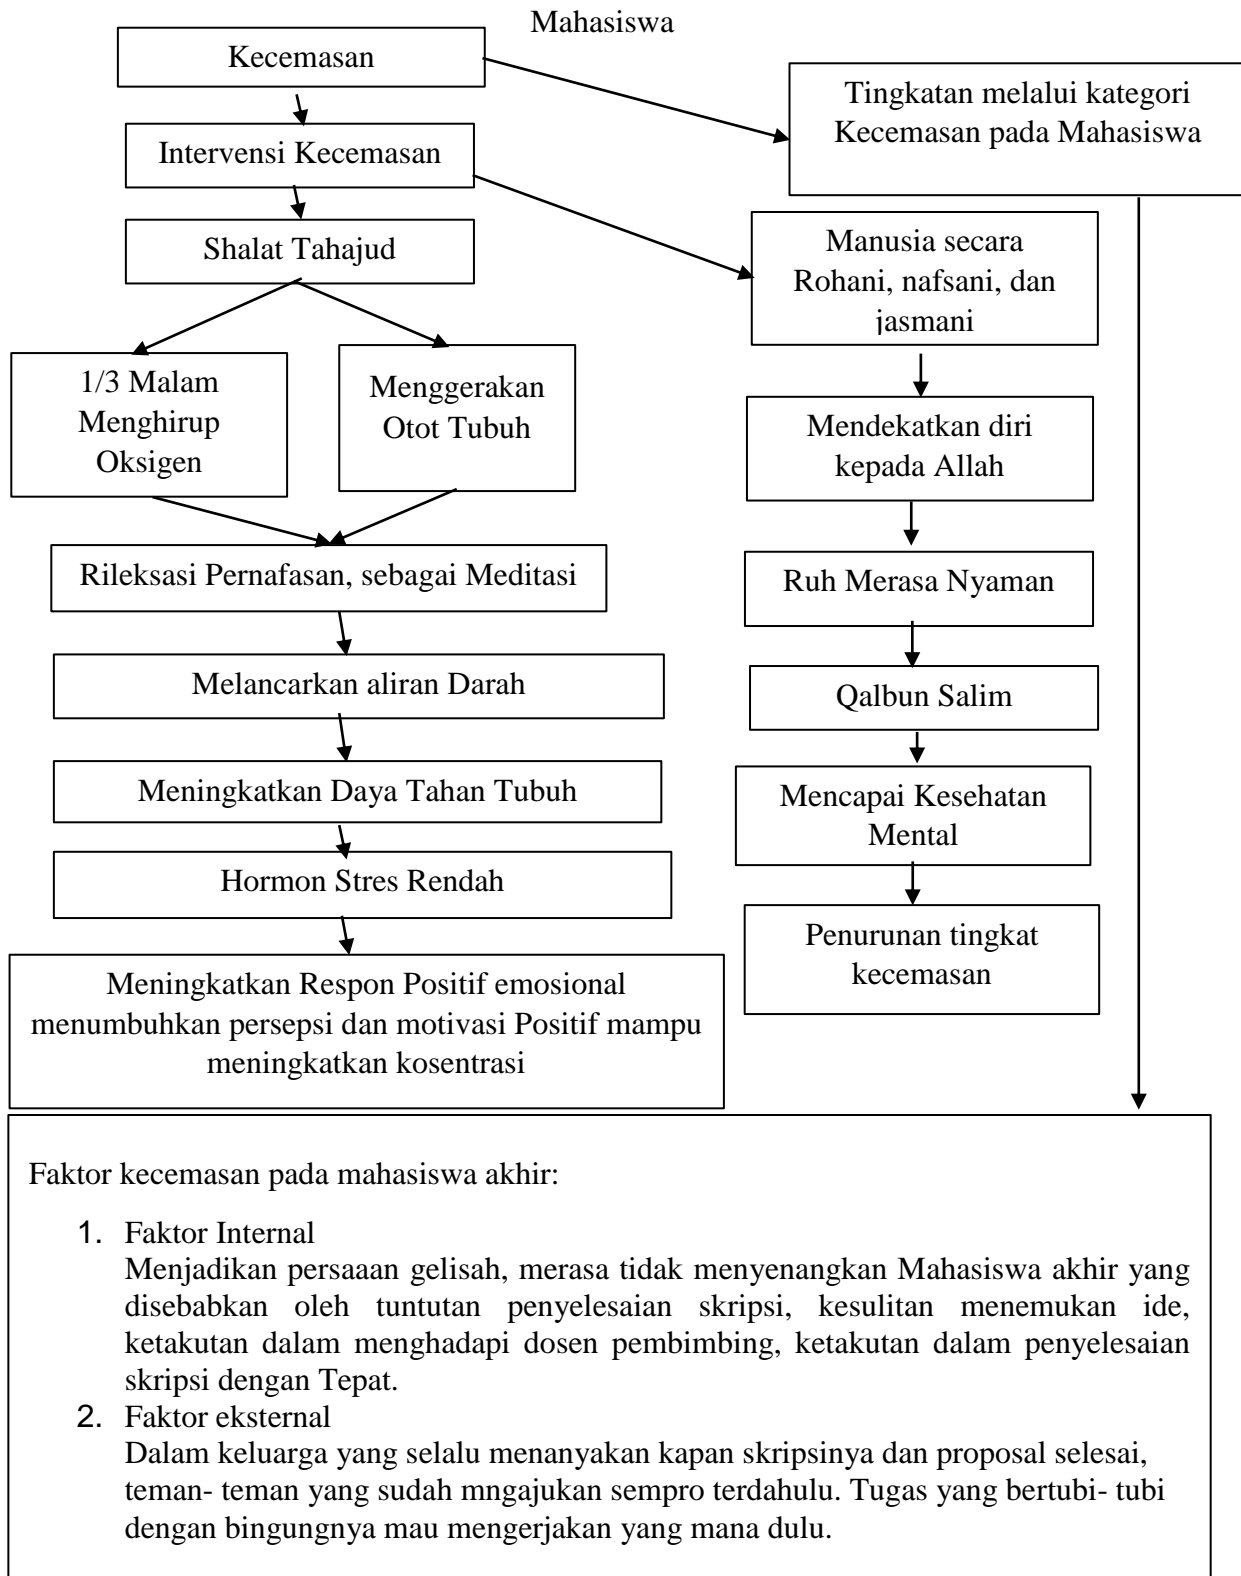 Mahasiswa
Kecemasan
Tingkatan melalui kategori
Kecemasan pada Mahasiswa
Intervensi Kecemasan
Shalat Tahajud
Manusia secara
Rohani, nafsani, dan
jasmani
1/3 Malam
Menghirup
Oksigen
Menggerakan
Otot Tubuh
Mendekatkan diri
kepada Allah
Rileksasi Pernafasan, sebagai Meditasi
Ruh Merasa Nyaman
Melancarkan aliran Darah
Qalbun Salim
Meningkatkan Daya Tahan Tubuh
Mencapai Kesehatan
Mental
Hormon Stres Rendah
Penurunan tingkat
kecemasan
Meningkatkan Respon Positif emosional
menumbuhkan persepsi dan motivasi Positif mampu
meningkatkan kosentrasi
Faktor kecemasan pada mahasiswa akhir:
1. Faktor Internal
Menjadikan persaaan gelisah, merasa tidak menyenangkan Mahasiswa akhir yang
disebabkan oleh tuntutan penyelesaian skripsi, kesulitan menemukan ide,
ketakutan dalam menghadapi dosen pembimbing, ketakutan dalam penyelesaian
skripsi dengan Tepat.
2. Faktor eksternal
Dalam keluarga yang selalu menanyakan kapan skripsinya dan proposal selesai,
teman- teman yang sudah mngajukan sempro terdahulu. Tugas yang bertubi- tubi
dengan bingungnya mau mengerjakan yang mana dulu.